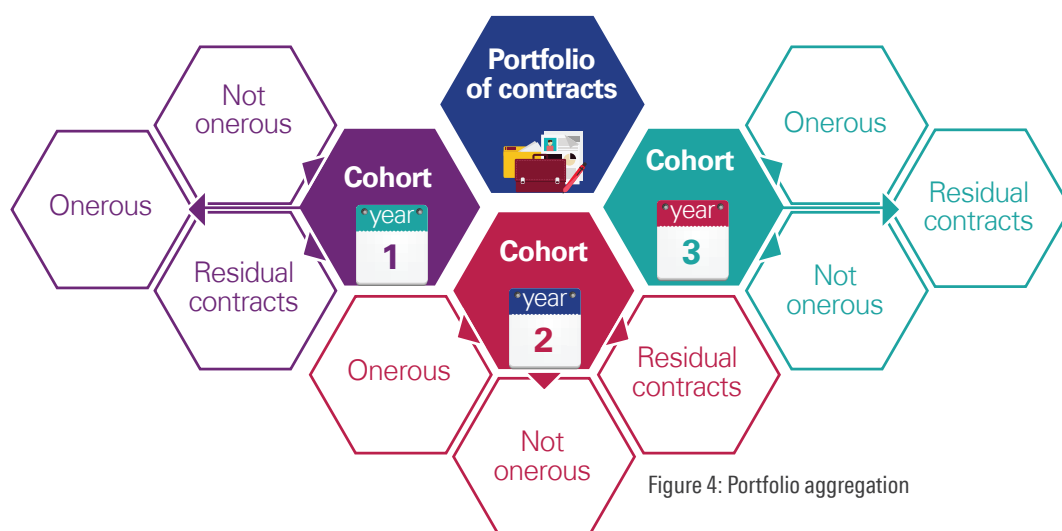 Portfolio
of contracts
Not
onerous
Onerous
Residual
contracts
Cohort
year
1
Cohort
year
2
Onerous
Not
onerous
Residual
contracts
Cohort
year
3
Onerous
Residual
contracts
Not
onerous
Figure 4: Portfolio aggregation